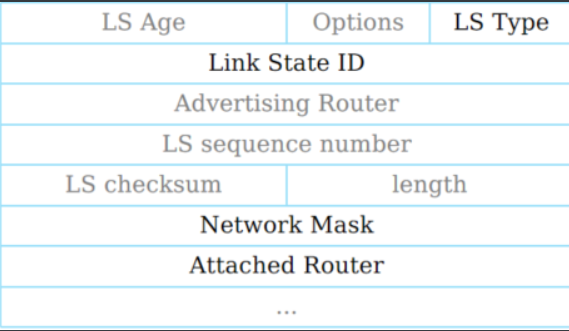 LS Age Options LS Type
Link State ID
Advertising Router
LS sequence number
LS checksum length
Network Mask
Attached Router
...